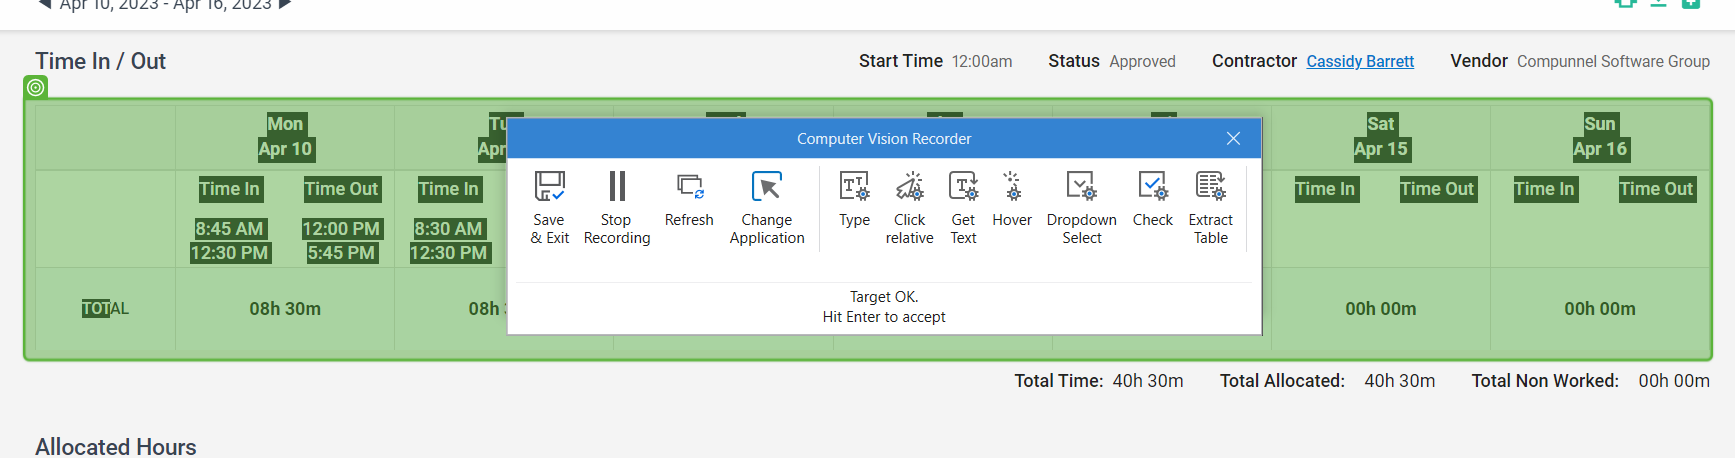 ◀ Apr 10, 2023 - Apr 16, 2023 ▶
Time In / Out
Start Time 12:00am Status Approved Contractor Cassidy Barrett Vendor Compunnel Software Group
Mon Sat Sun
Apr 10 Apr 15 Apr 16
Computer Vision Recorder
Time In Time Out Time In Time In Time Out Time In Time Out
8:45 AM 12:00 PM 8:30 AM
12:30 PM 5:45 PM 12:30 PM
Save
& Exit
Stop
Recording
Refresh
Change
Application
Type
Click
relative
Get
Text
Hover
Dropdown
Select
Check
Extract
Table
Target OK.
Hit Enter to accept
TOTAL 08h 30m 08h 00h 00m 00h 00m
Total Time: 40h 30m Total Allocated: 40h 30m Total Non Worked: 00h 00m
Allocated Hours